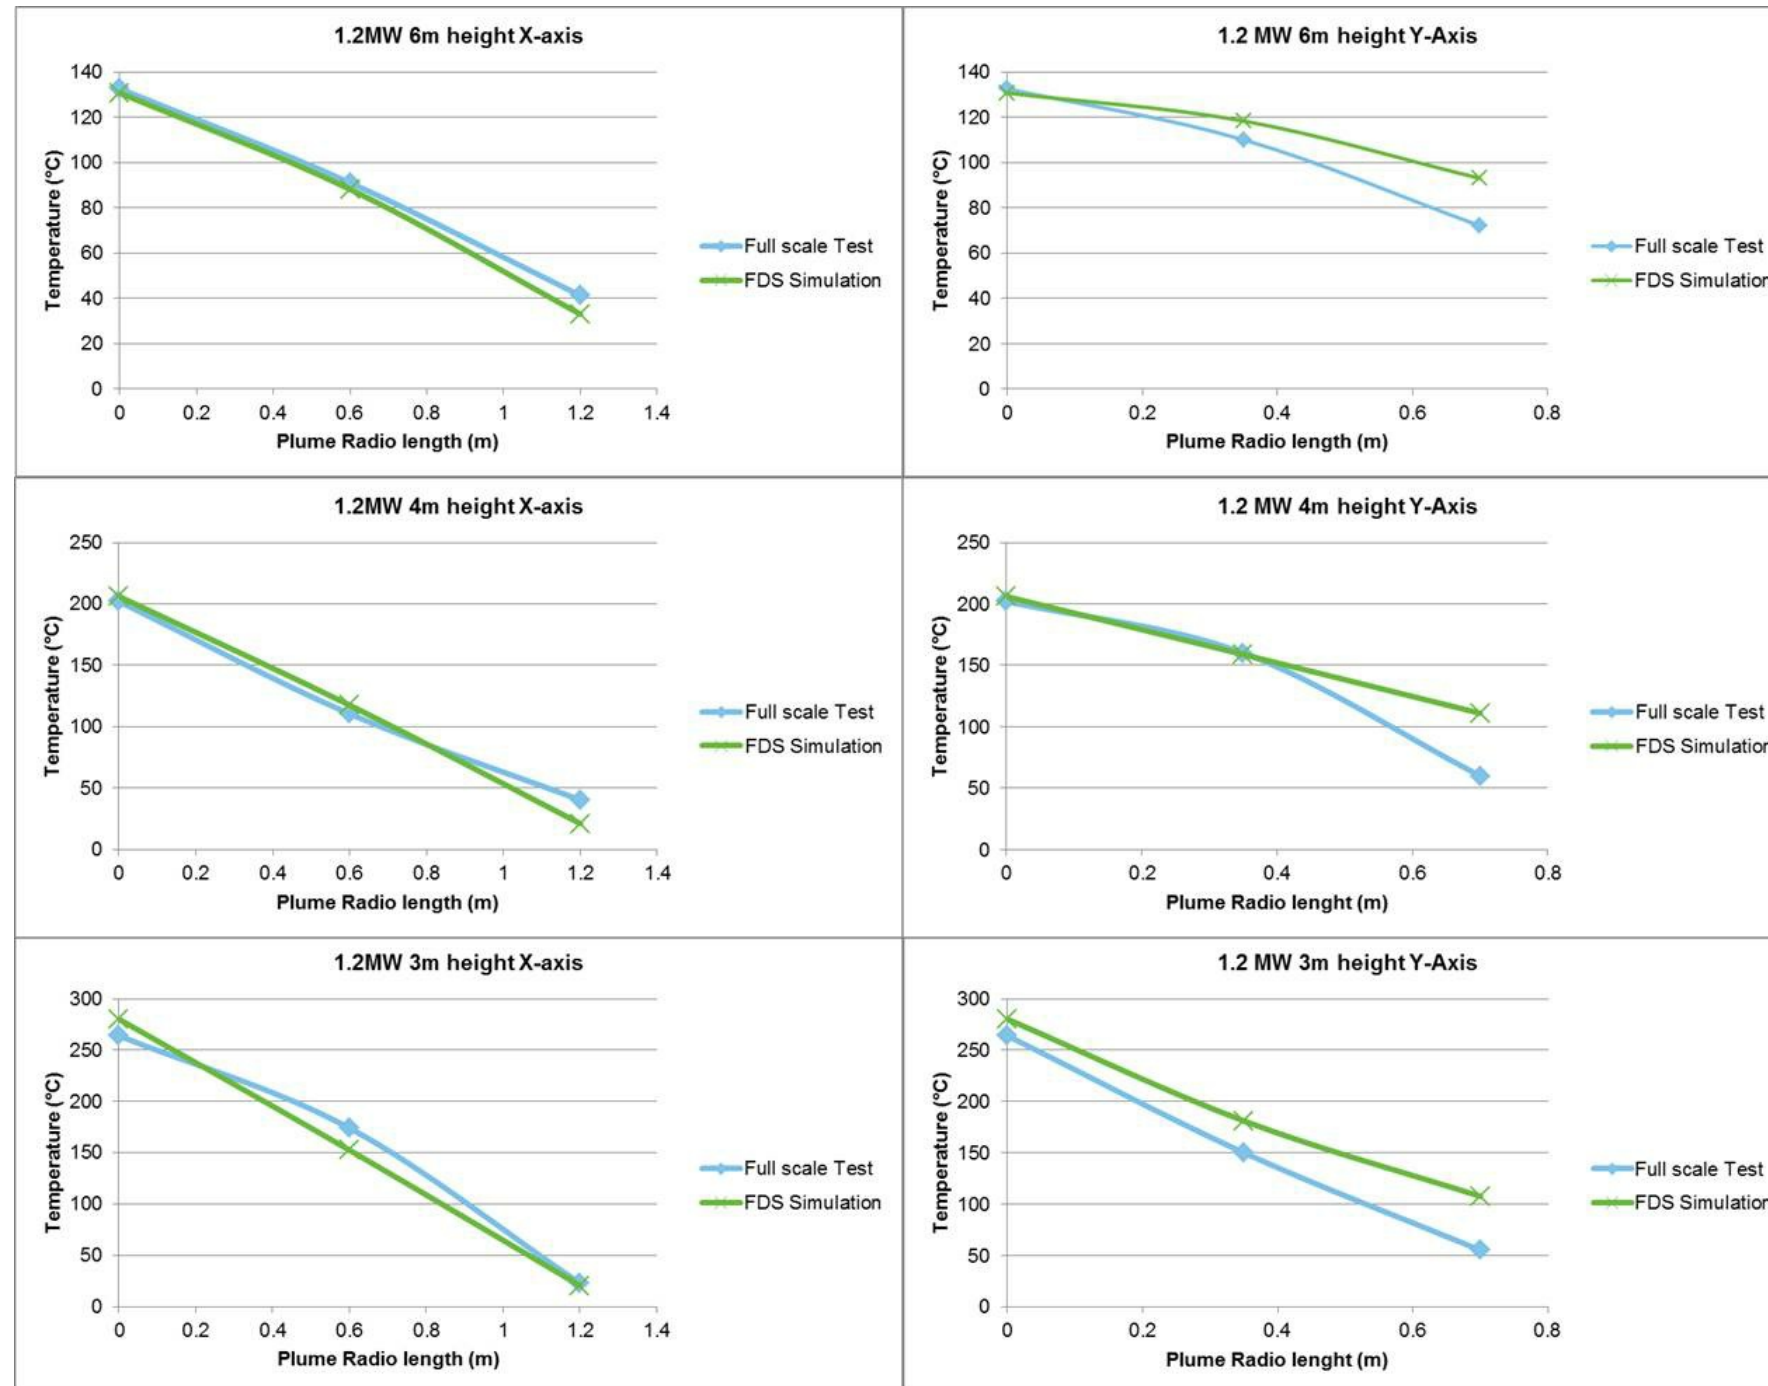 1.2MW 6m height X-axis
140
120
100
80
60
40
20
0
Temperature (°C)
0 0.2 0.4 0.6 0.8 1 1.2 1.4
Plume Radio length (m)
Full scale Test
FDS Simulation
1.2 MW 6m height Y-Axis
140
120
100
80
60
40
20
0
Temperature (°C)
0 0.2 0.4 0.6 0.8
Plume Radio length (m)
Full scale Test
FDS Simulation
1.2MW 4m height X-axis
250
200
150
100
50
0
Temperature (°C)
0 0.2 0.4 0.6 0.8 1 1.2 1.4
Plume Radio length (m)
Full scale Test
FDS Simulation
1.2 MW 4m height Y-Axis
250
200
150
100
50
0
Temperature (°C)
0 0.2 0.4 0.6 0.8
Plume Radio lenght (m)
Full scale Test
FDS Simulation
1.2MW 3m height X-axis
300
250
200
150
100
50
0
Temperature (°C)
0 0.2 0.4 0.6 0.8 1 1.2 1.4
Plume Radio length (m)
Full scale Test
FDS Simulation
1.2 MW 3m height Y-Axis
300
250
200
150
100
50
0
Temperature (°C)
0 0.2 0.4 0.6 0.8
Plume Radio lenght (m)
Full scale Test
FDS Simulation